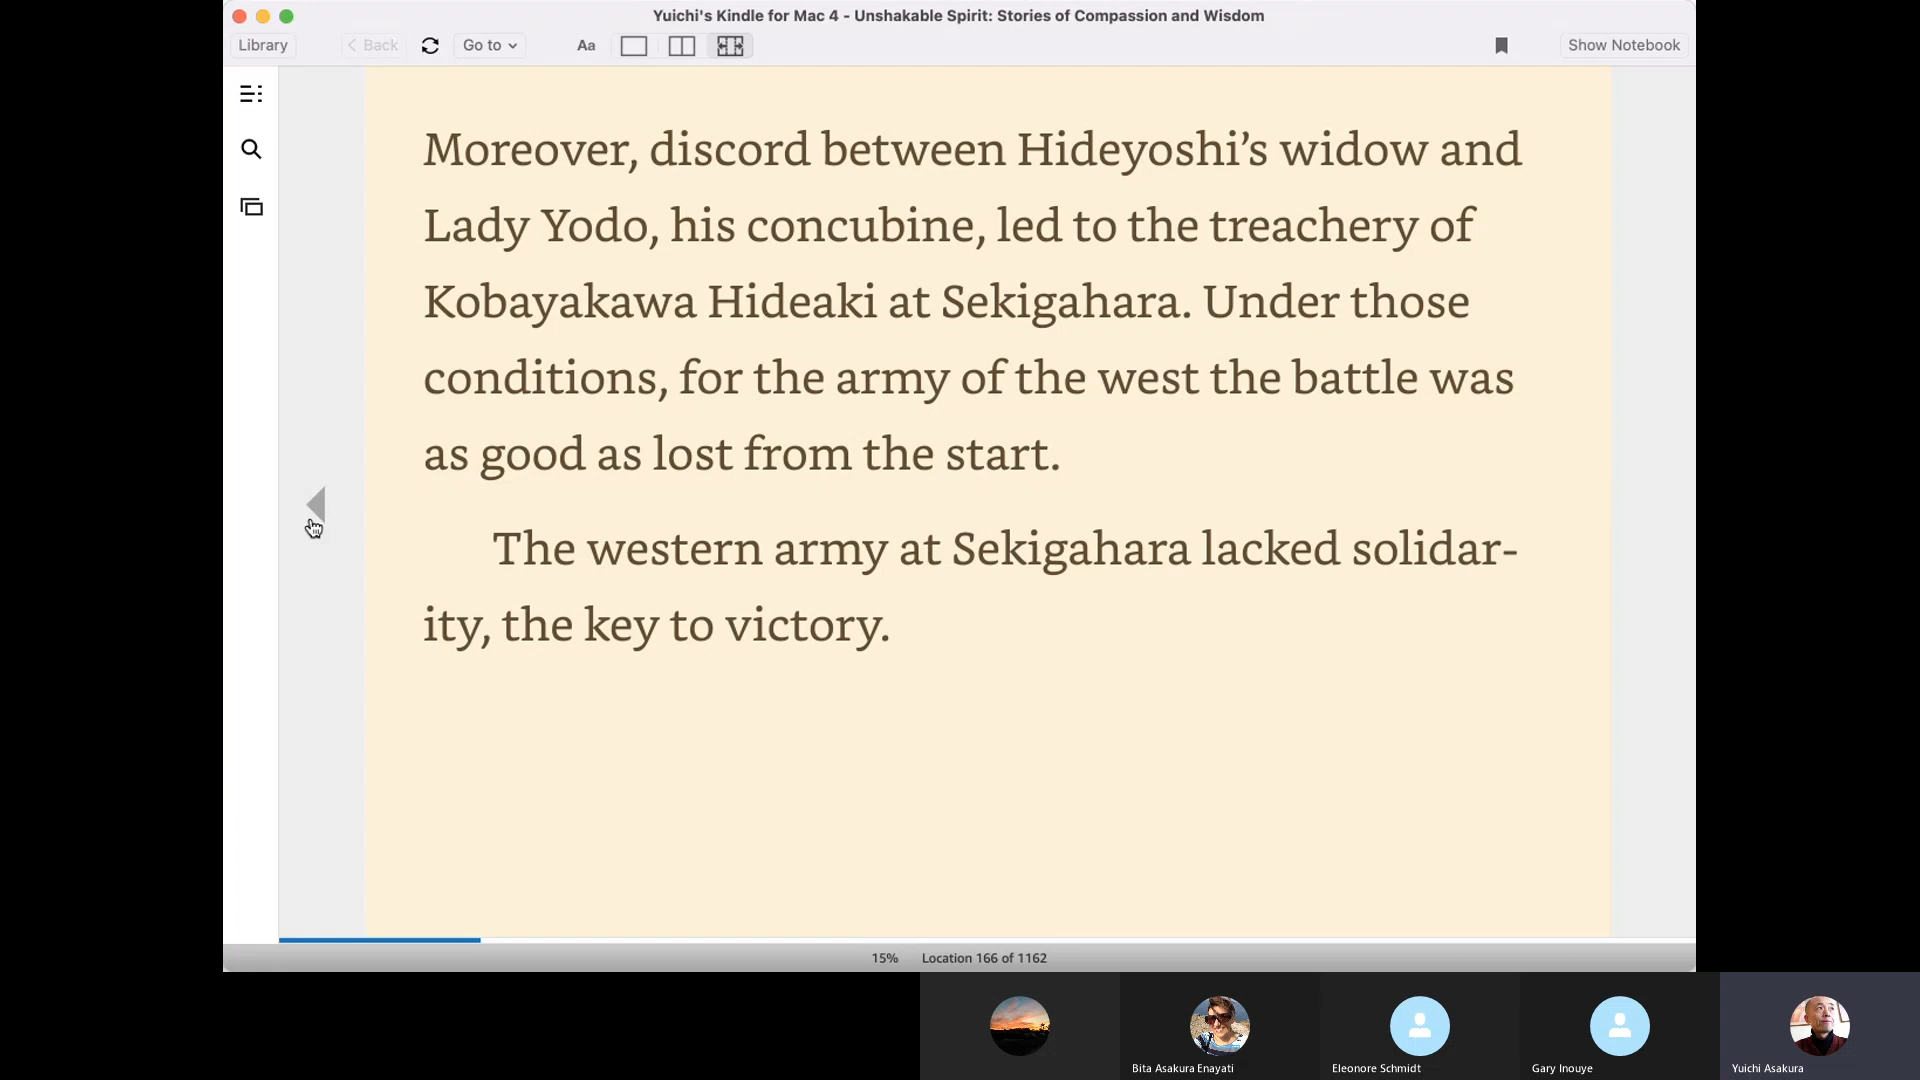 Yuichi's Kindle for Mac 4 - Unshakable Spirit: Stories of Compassion and Wisdom
Library
Back
Go to
Aa
Show Notebook
Moreover, discord between Hideyoshi’s widow and
Lady Yodo, his concubine, led to the treachery of
Kobayakawa Hideaki at Sekigahara. Under those
conditions, for the army of the west the battle was
as good as lost from the start.
The western army at Sekigahara lacked solidar-
ity, the key to victory.
15%
Location 166 of 1162
Bita Asakura Enayati
Eleonore Schmidt
Gary Inouye
Yuichi Asakura